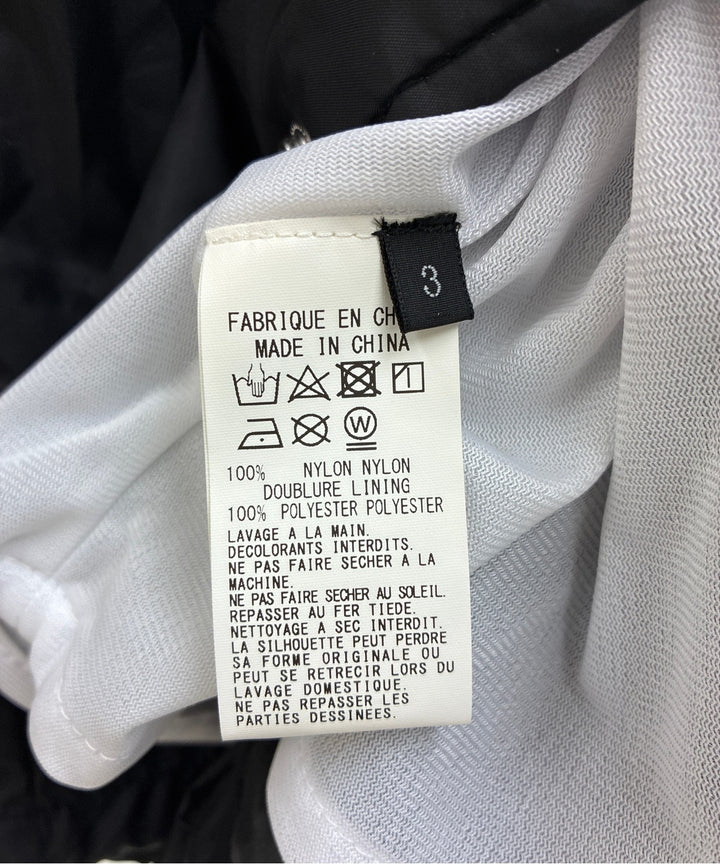 3
FABRIQUE EN CH
MADE IN CHINA
W
100% NYLON NYLON
DOUBLURE LINING
100% POLYESTER POLYESTER
LAVAGE A LA MAIN.
DECOLORANTS INTERDITS.
NE PAS FAIRE SECHER A LA
MACHINE.
NE PAS FAIRE SECHER AU SOLEIL.
REPASSER AU FER TIEDE.
NETTOYAGE A SEC INTERDIT.
LA SILHOUETTE PEUT PERDRE
SA FORME ORIGINALE OU
PEUT SE RETRECIR LORS DU
LAVAGE DOMESTIQUE.
NE PAS REPASSER LES
PARTIES DESSINEES.